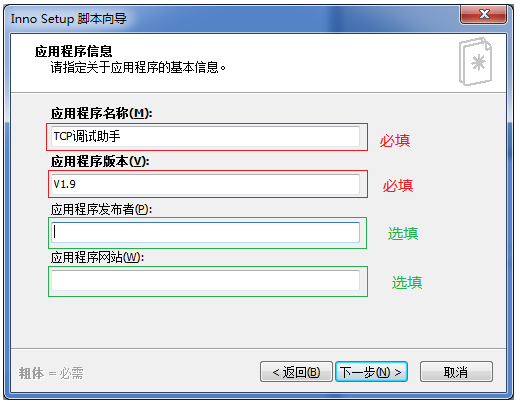 Inno Setup 脚本向导
应用程序信息
请指定关于应用程序的基本信息。
应用程序名称(M):
TCP调试助手
必填
应用程序版本(V):
V1.9
必填
应用程序发布者(P):
选填
应用程序网站(W):
选填
粗体 = 必需
< 返回(B)
下一步(N) >
取消